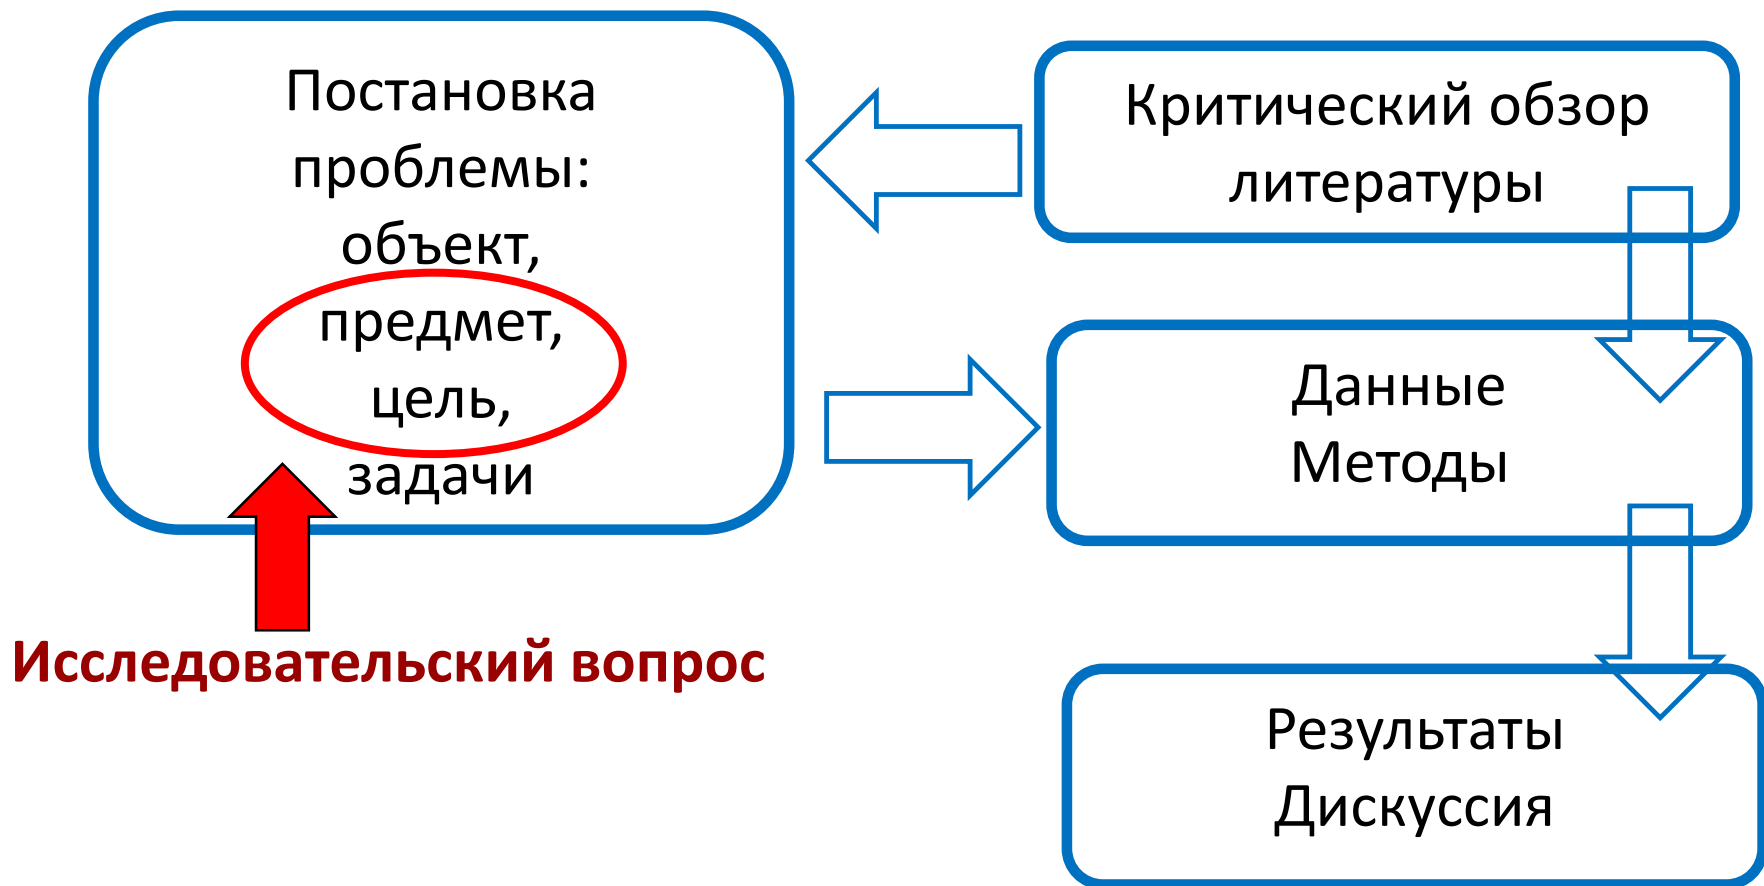 Постановка
проблемы:
объект,
предмет,
цель,
задачи
Исследовательский вопрос
Критический обзор
литературы
Данные
Методы
Результаты
Дискуссия